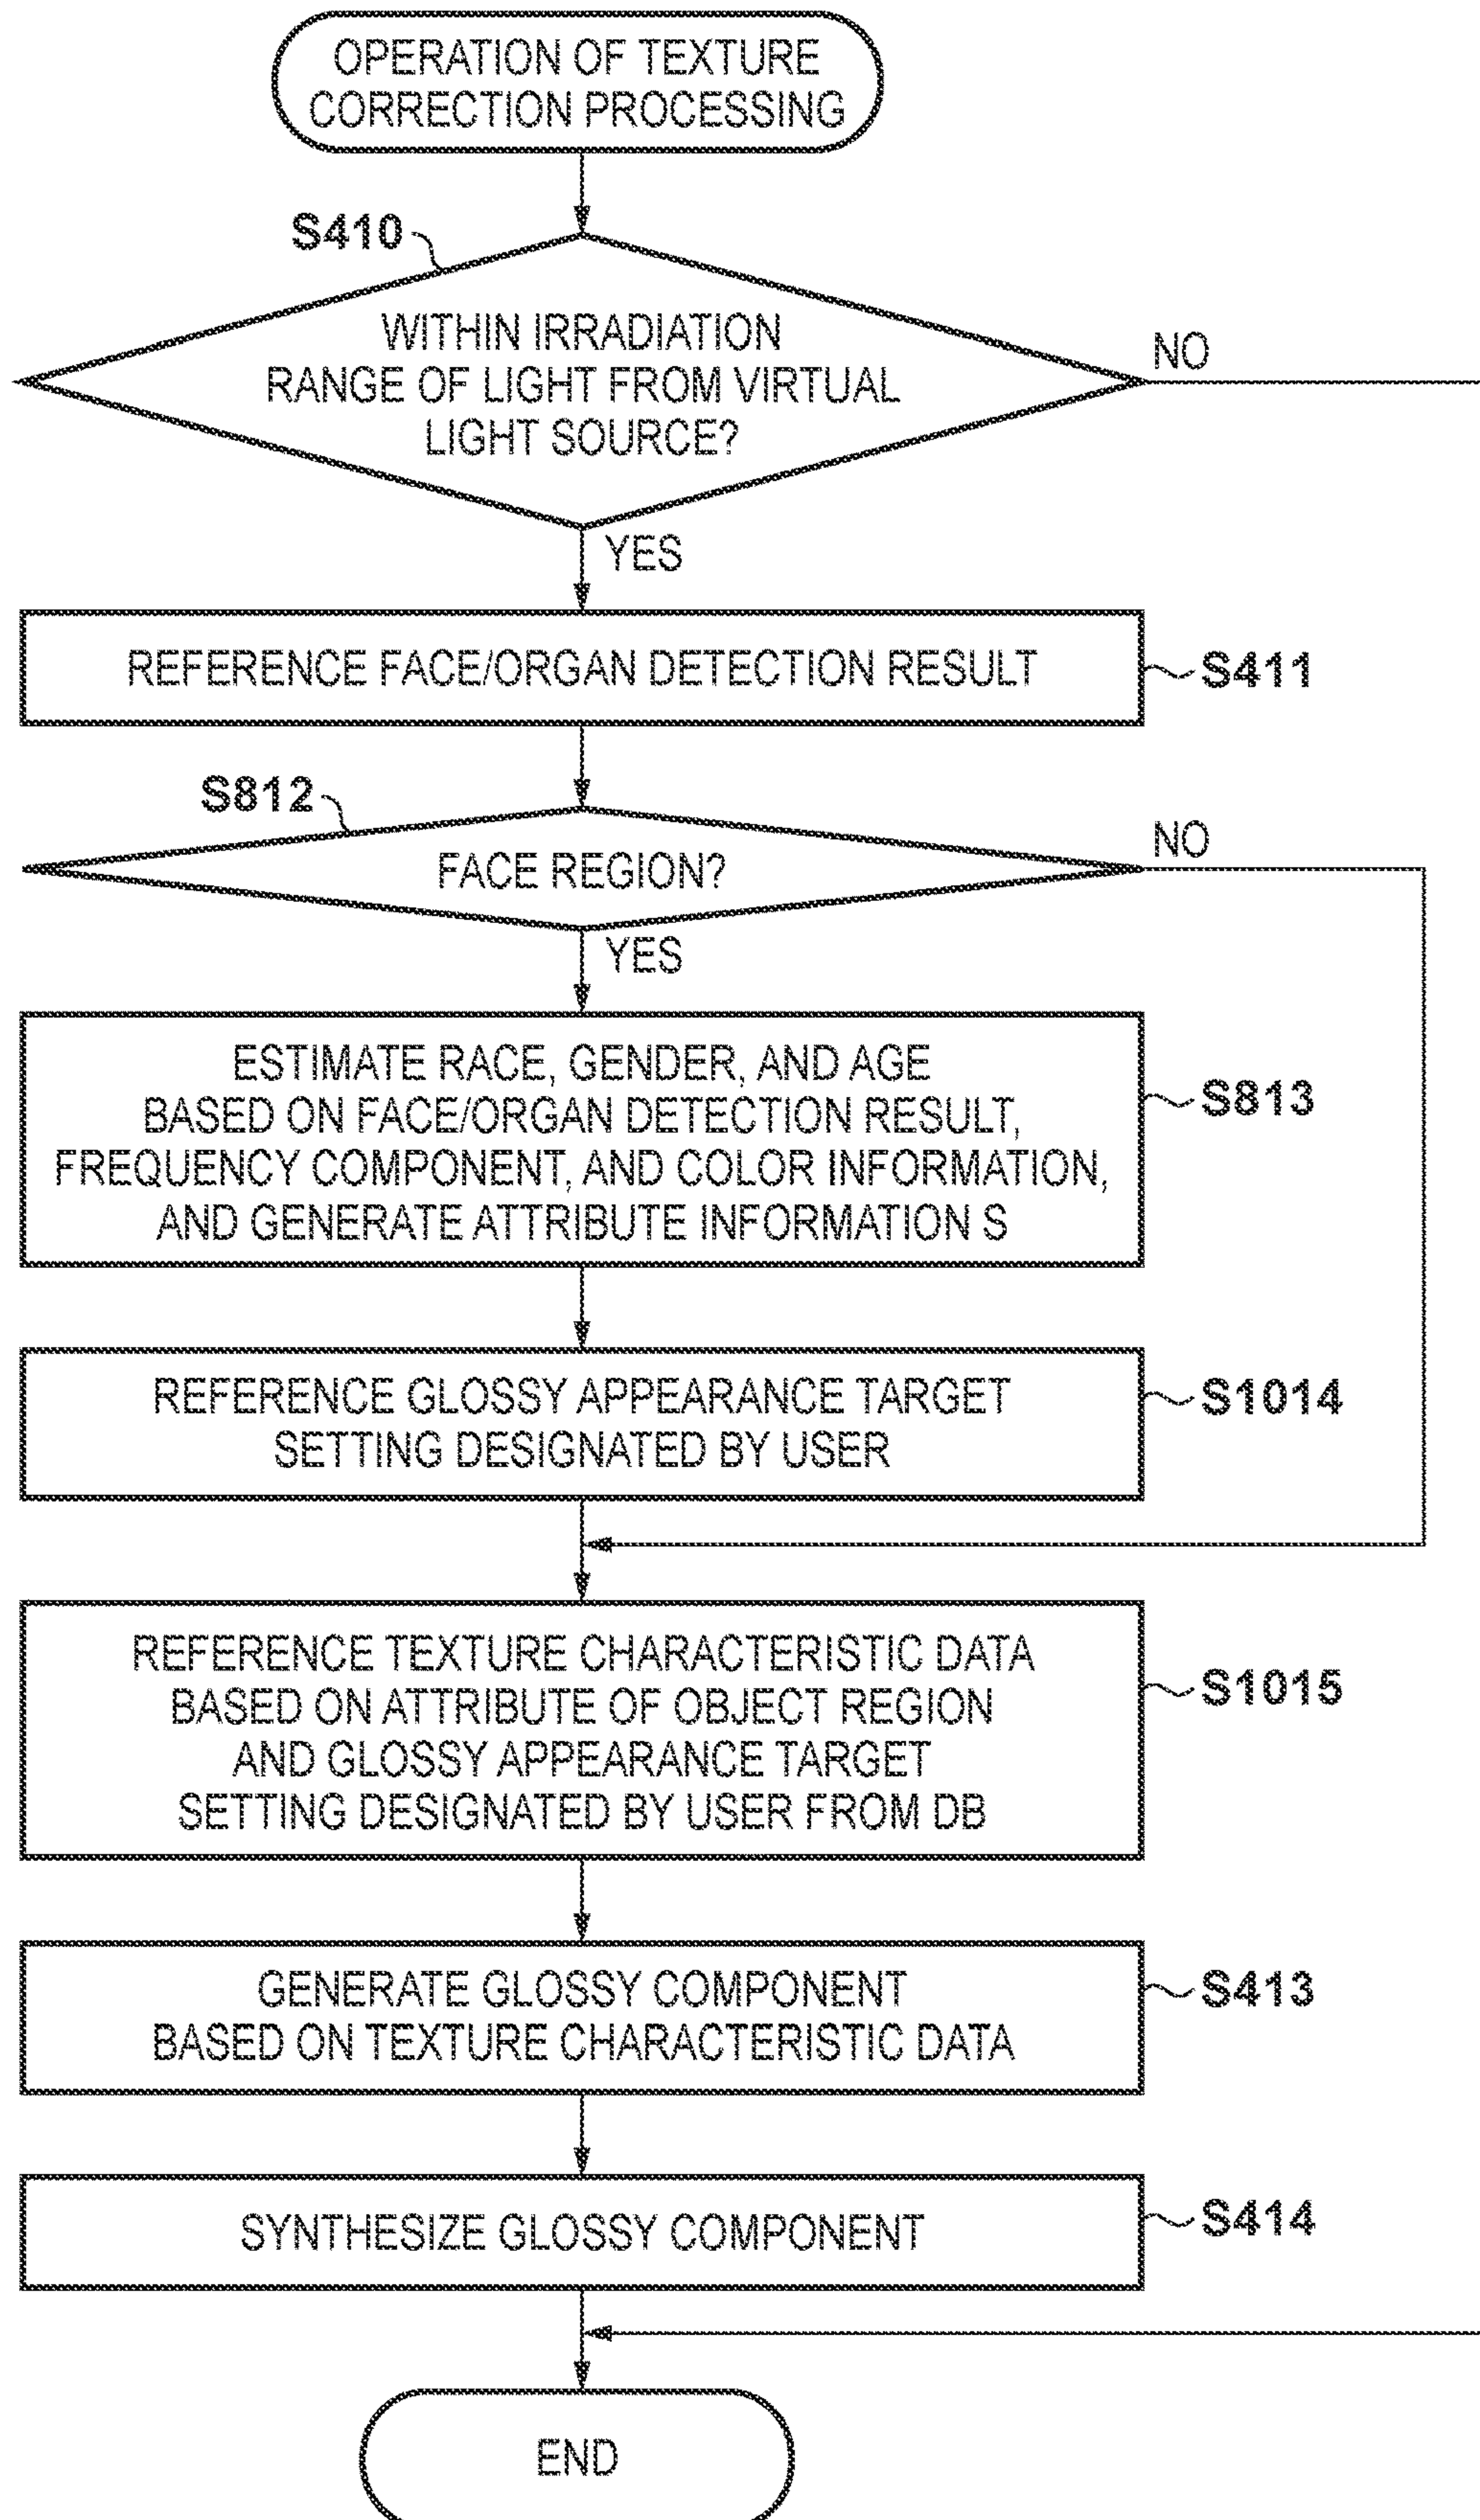 OPERATION OF TEXTURE
CORRECTION PROCESSING
S410
WITHIN IRRADIATION
RANGE OF LIGHT FROM VIRTUAL
LIGHT SOURCE?
NO
YES
REFERENCE FACE/ORGAN DETECTION RESULT
S411
S812
FACE REGION?
NO
YES
ESTIMATE RACE, GENDER, AND AGE
BASED ON FACE/ORGAN DETECTION RESULT,
FREQUENCY COMPONENT, AND COLOR INFORMATION,
AND GENERATE ATTRIBUTE INFORMATION S
S813
REFERENCE GLOSSY APPEARANCE TARGET
SETTING DESIGNATED BY USER
S1014
REFERENCE TEXTURE CHARACTERISTIC DATA
BASED ON ATTRIBUTE OF OBJECT REGION
AND GLOSSY APPEARANCE TARGET
SETTING DESIGNATED BY USER FROM DB
S1015
GENERATE GLOSSY COMPONENT
BASED ON TEXTURE CHARACTERISTIC DATA
S413
SYNTHESIZE GLOSSY COMPONENT
S414
END